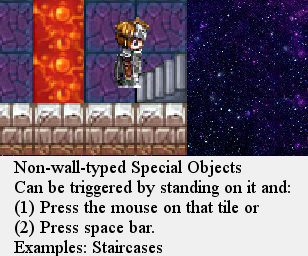 Non-wall-typed Special Objects
Can be triggered by standing on it and:
(1) Press the mouse on that tile or
(2) Press space bar.
Examples: Staircases